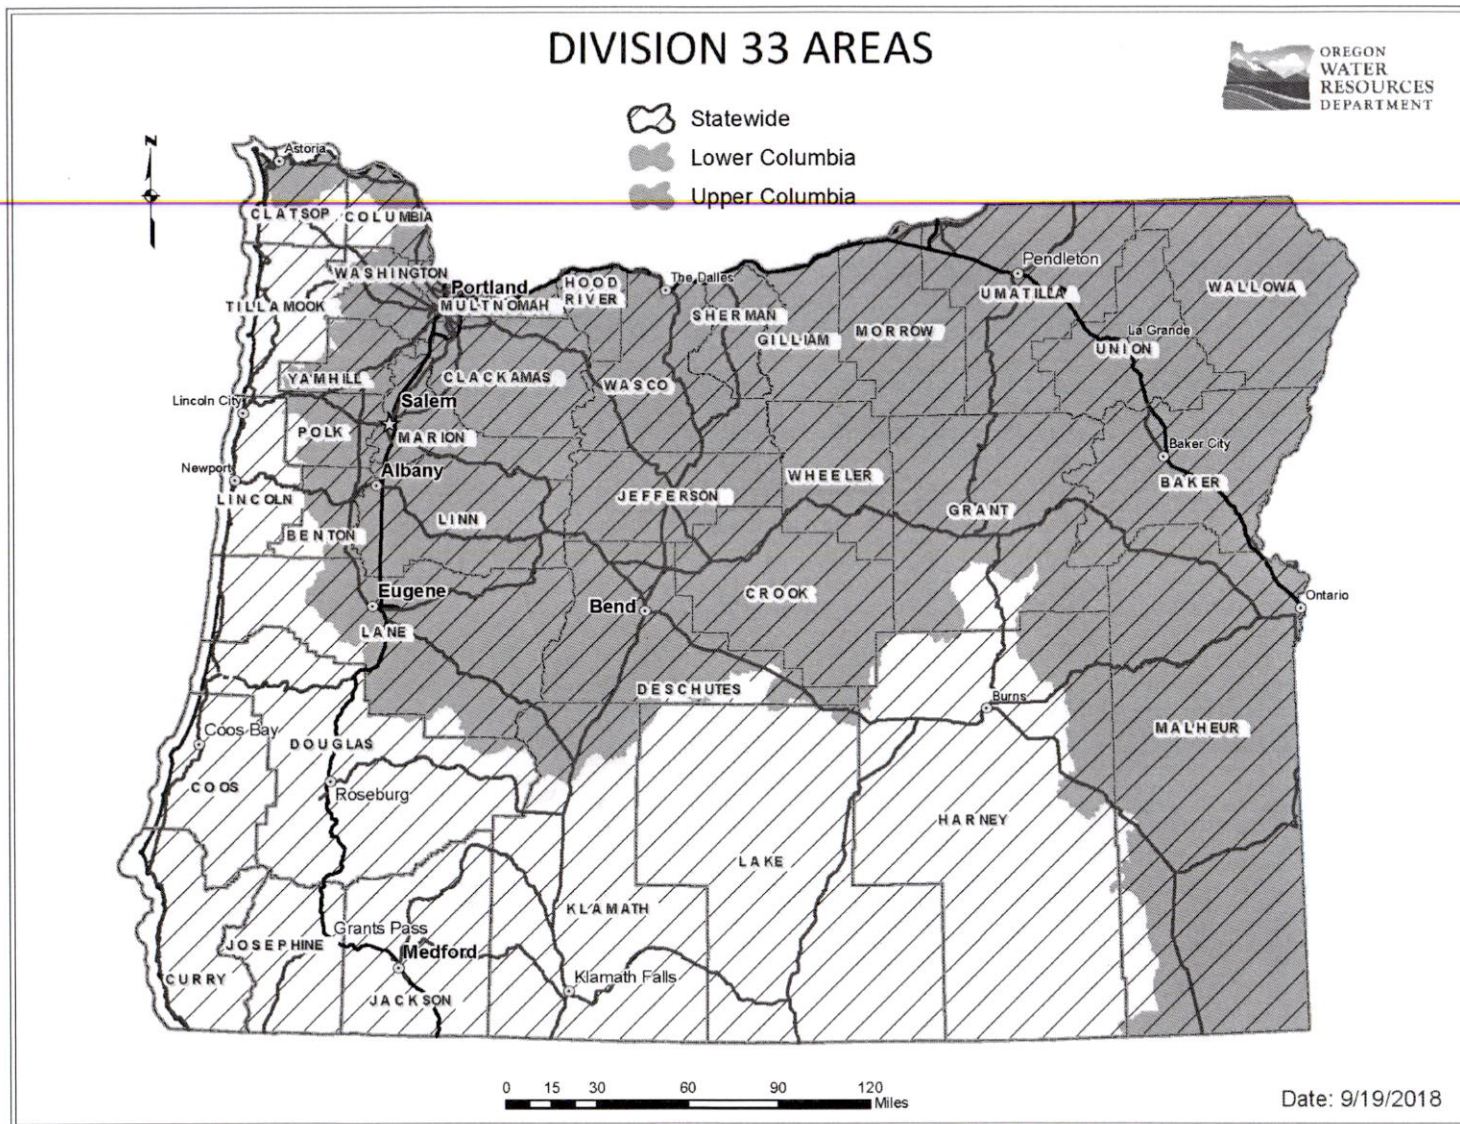 DIVISION 33 AREAS
OREGON
WATER
RESOURCES
DEPARTMENT
Statewide
Lower Columbia
Upper Columbia
N
Astoria
CLATSOP
COLUMBIA
WASHINGTON
Portland
MULTNOMAH
HOOD
RIVER
The Dalles
Pendleton
UMATILLA
WALLOWA
TILLAMOOK
SHERMAN
GILLIAM
MORROW
La Grande
UNION
YAMHILL
CLACKAMAS
WASCO
Lincoln City
Salem
POLK
MARION
Baker City
Newport
Albany
WHEELER
BAKER
LINCOLN
JEFFERSON
LINN
GRANT
BENTON
Eugene
Bend
CROOK
Ontario
LANE
DESCHUTES
Burns
MALHEUR
Coos Bay
DOUGLAS
COOS
Roseburg
HARNEY
LAKE
KLAMATH
Grants Pass
JOSEPHINE
Medford
CURRY
Klamath Falls
JACKSON
0 15 30 60 90 120
Miles
Date: 9/19/2018